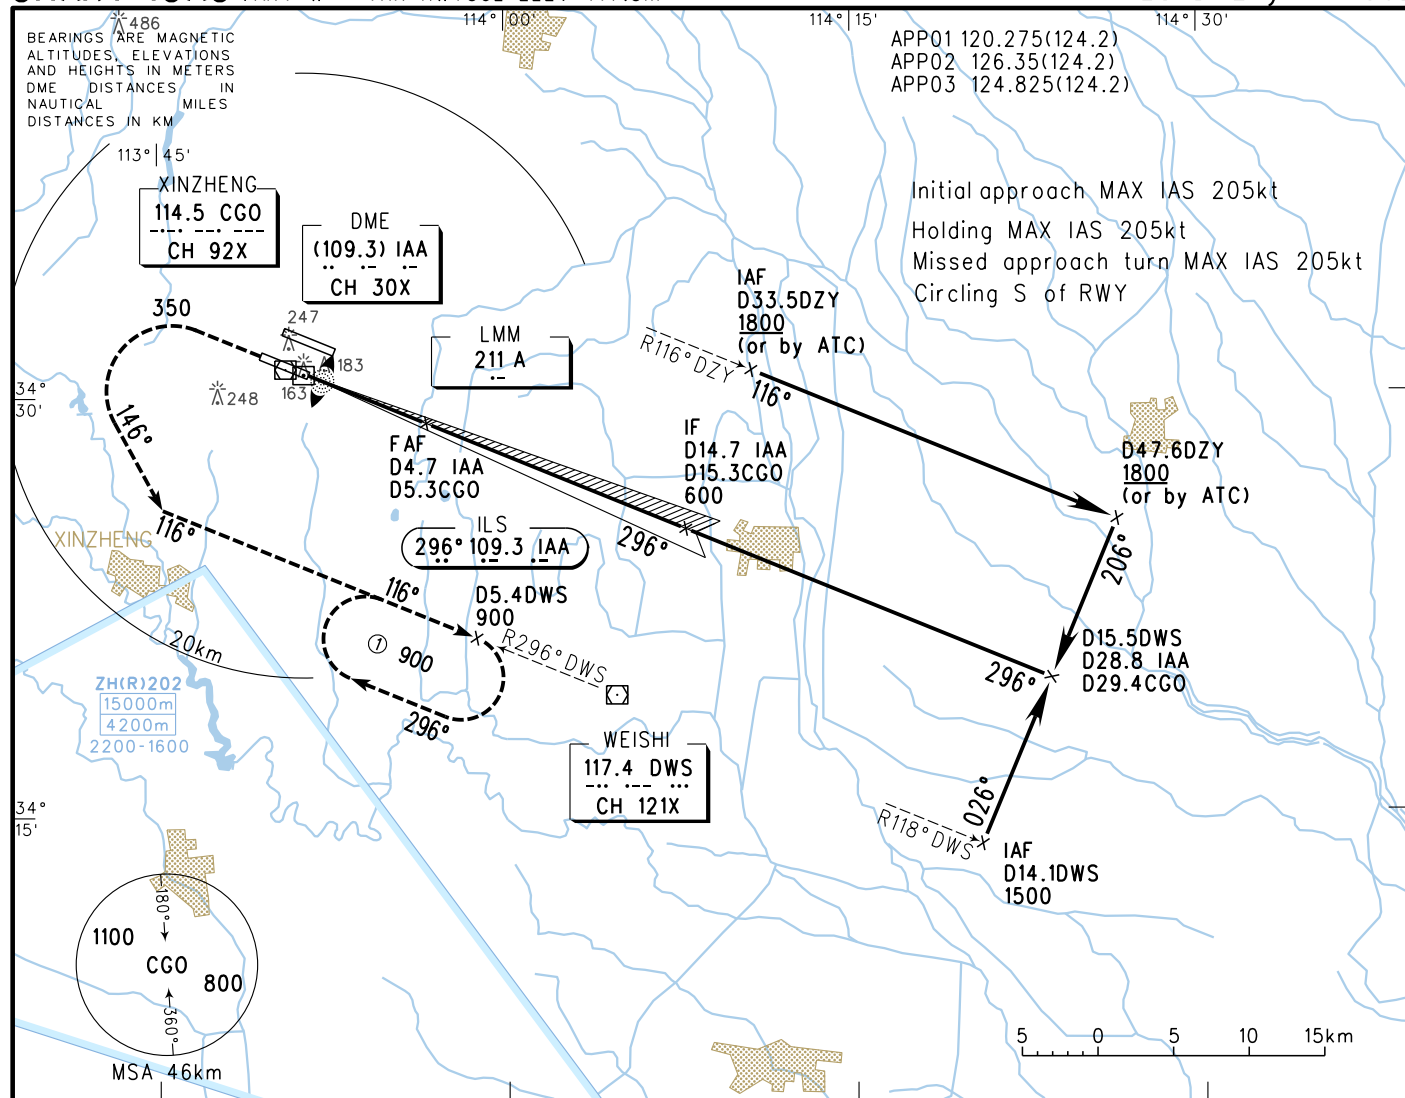 114° 00'
114° 15'
114° 30'
486
BEARINGS ARE MAGNETIC
ALTITUDES, ELEVATIONS
AND HEIGHTS IN METERS
DME DISTANCES IN
NAUTICAL MILES
DISTANCES IN KM
113° 45'
APP01 120.275(124.2)
APP02 126.35(124.2)
APP03 124.825(124.2)
Initial approach MAX IAS 205kt
Holding MAX IAS 205kt
Missed approach turn MAX IAS 205kt
Circling S of RWY
XINZHENG
114.5 CGO
CH 92X
DME
(109.3) IAA
CH 30X
LMM
211 A
350
247
183
163
248
34°
30'
146°
116°
IAF
D33.5DZY
1800
(or by ATC)
R116° DZY
116°
D47.6DZY
1800
(or by ATC)
206°
FAF
D4.7 IAA
D5.3CGO
IF
D14.7 IAA
D15.3CGO
600
296°
ILS
296° 109.3 IAA
XINZHENG
116°
D5.4DWS
900
R296° DWS
① 900
296°
20km
D15.5DWS
D28.8 IAA
D29.4CGO
296°
ZH(R)202
15000m
4200m
2200-1600
WEISHI
117.4 DWS
CH 121X
026°
R118° DWS
IAF
D14.1DWS
1500
34°
15'
180°
1100
CGO
800
360°
MSA 46km
5 0 5 10 15km